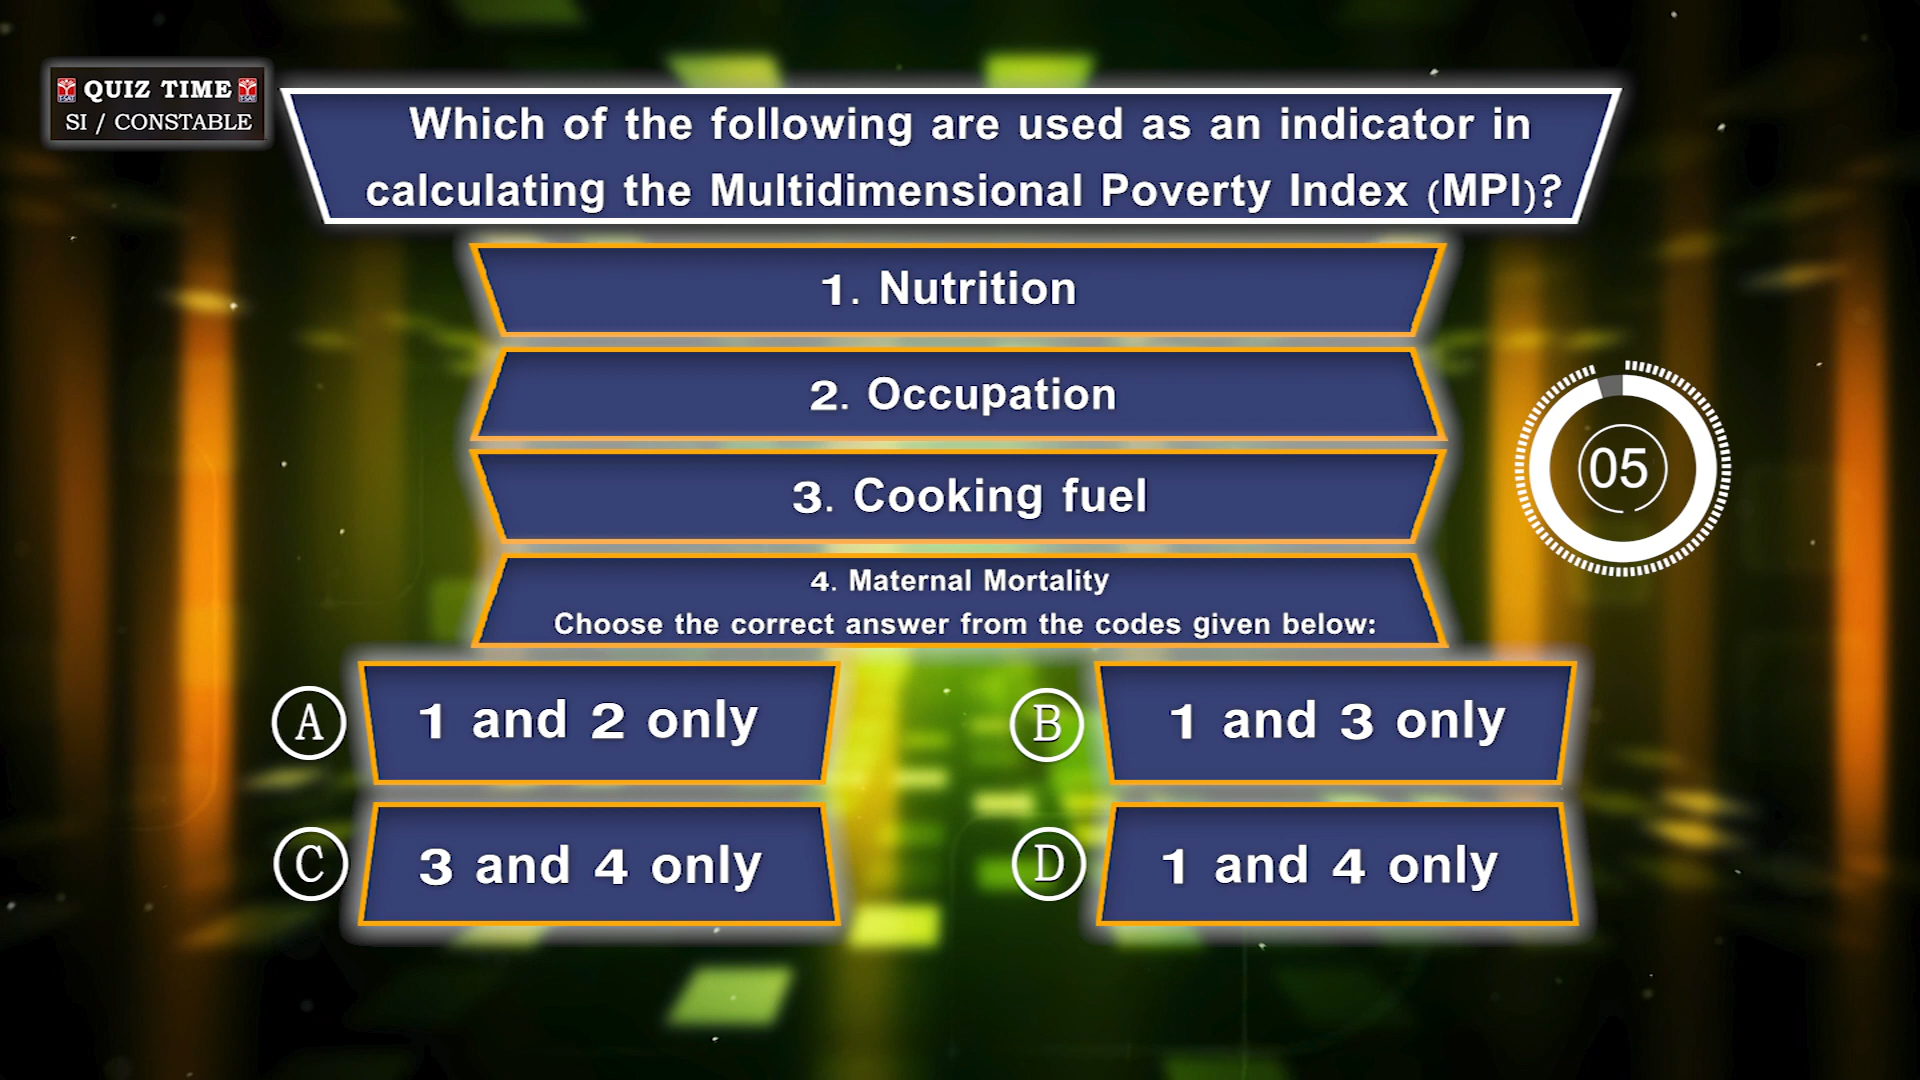 QUIZ TIME
SI / CONSTABLE
Which of the following are used as an indicator in
calculating the Multidimensional Poverty Index (MPI)?
1. Nutrition
2. Occupation
3. Cooking fuel
05
4. Maternal Mortality
Choose the correct answer from the codes given below:
A 1 and 2 only
B 1 and 3 only
C 3 and 4 only
D 1 and 4 only